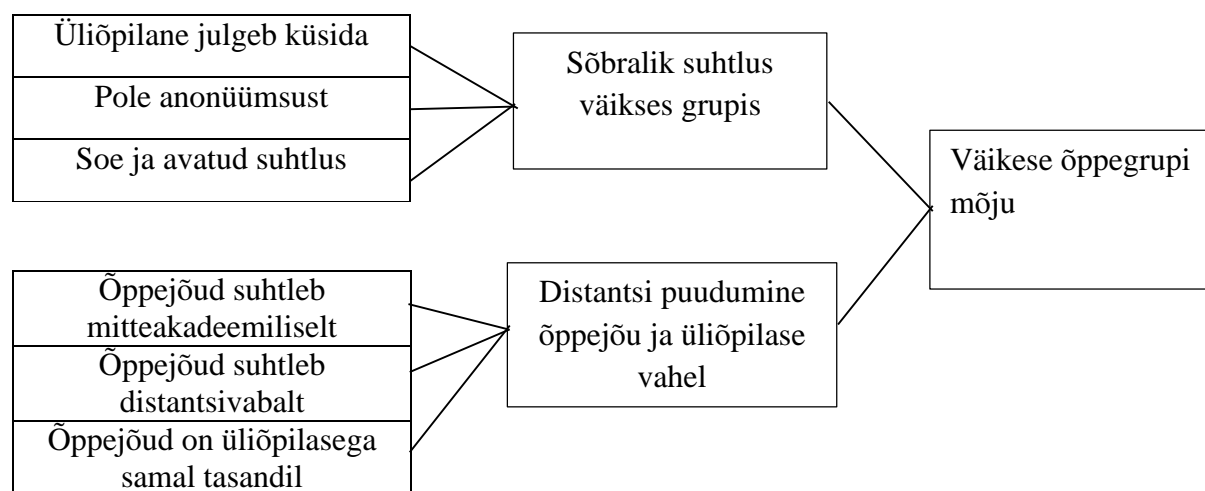 Üliõpilane julgeb küsida
Pole anonüümsust
Soe ja avatud suhtlus
Sõbralik suhtlus
väikses grupis
Õppejõud suhtleb
mitteakadeemiliselt
Õppejõud suhtleb
distantsivabalt
Õppejõud on üliõpilasega
samal tasandil
Distantsi puudumine
õppejõu ja üliõpilase
vahel
Väikese õppegrupi
mõju